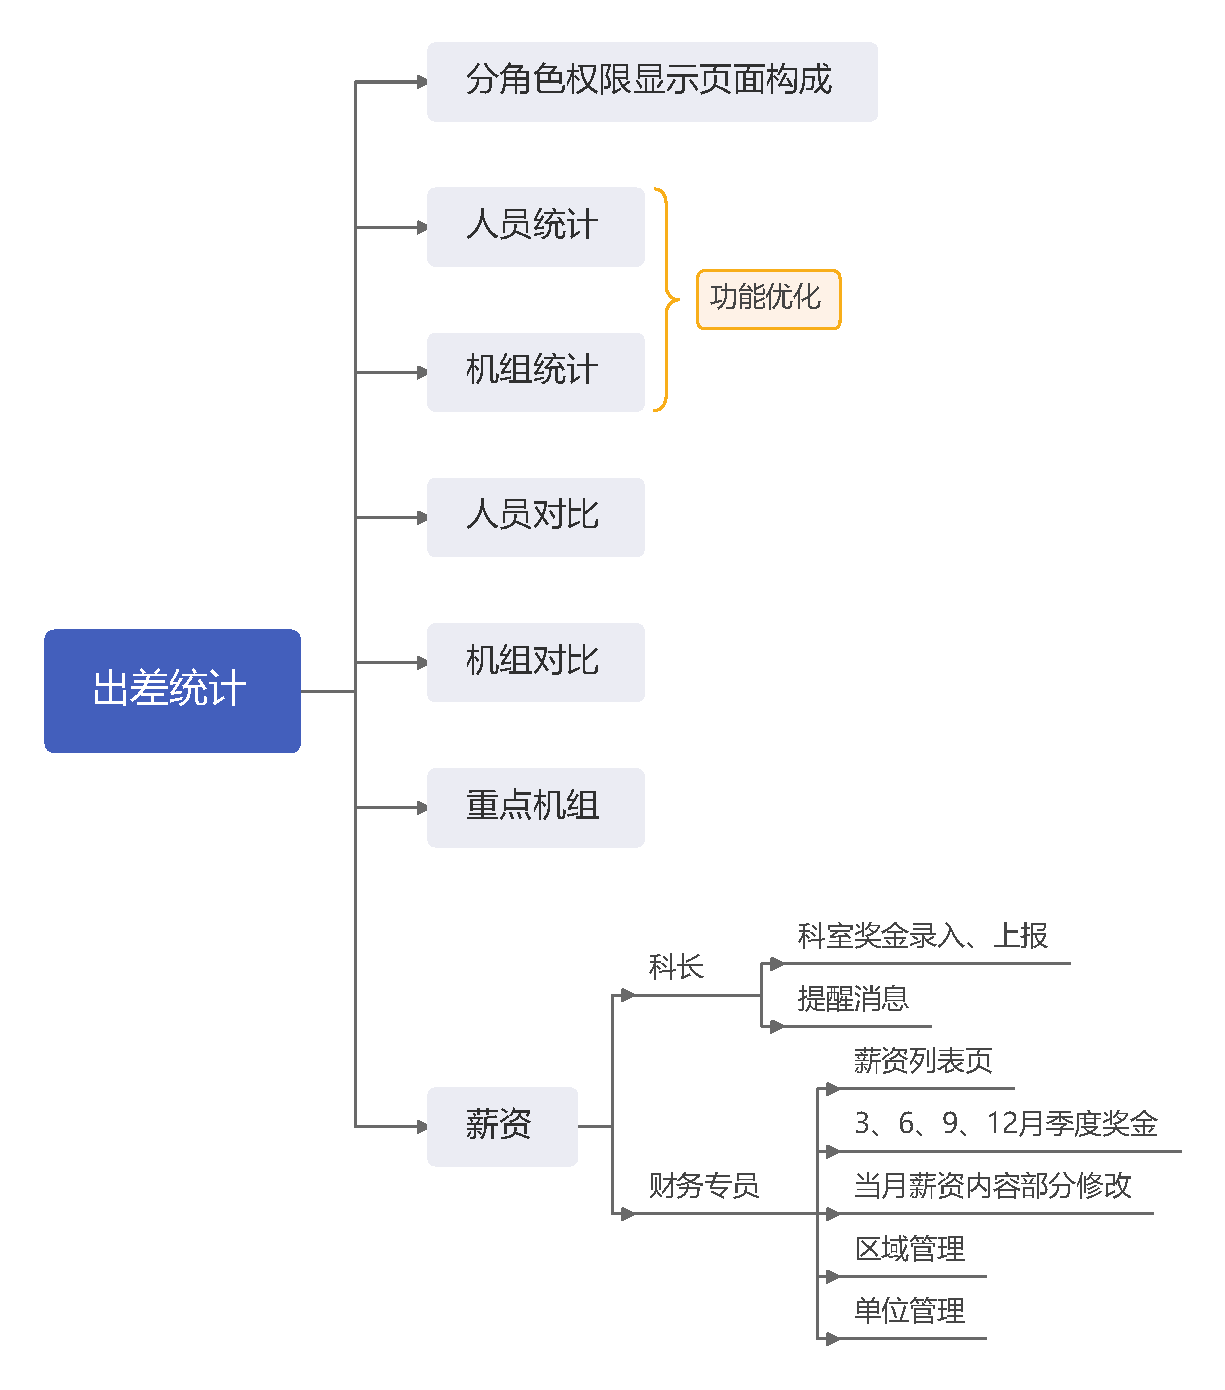 分角色权限显示页面构成
人员统计
功能优化
机组统计
人员对比
机组对比
出差统计
重点机组
科室奖金录入、上报
科长
提醒消息
薪资列表页
薪资
3、6、9、12月季度奖金
财务专员
当月薪资内容部分修改
区域管理
单位管理